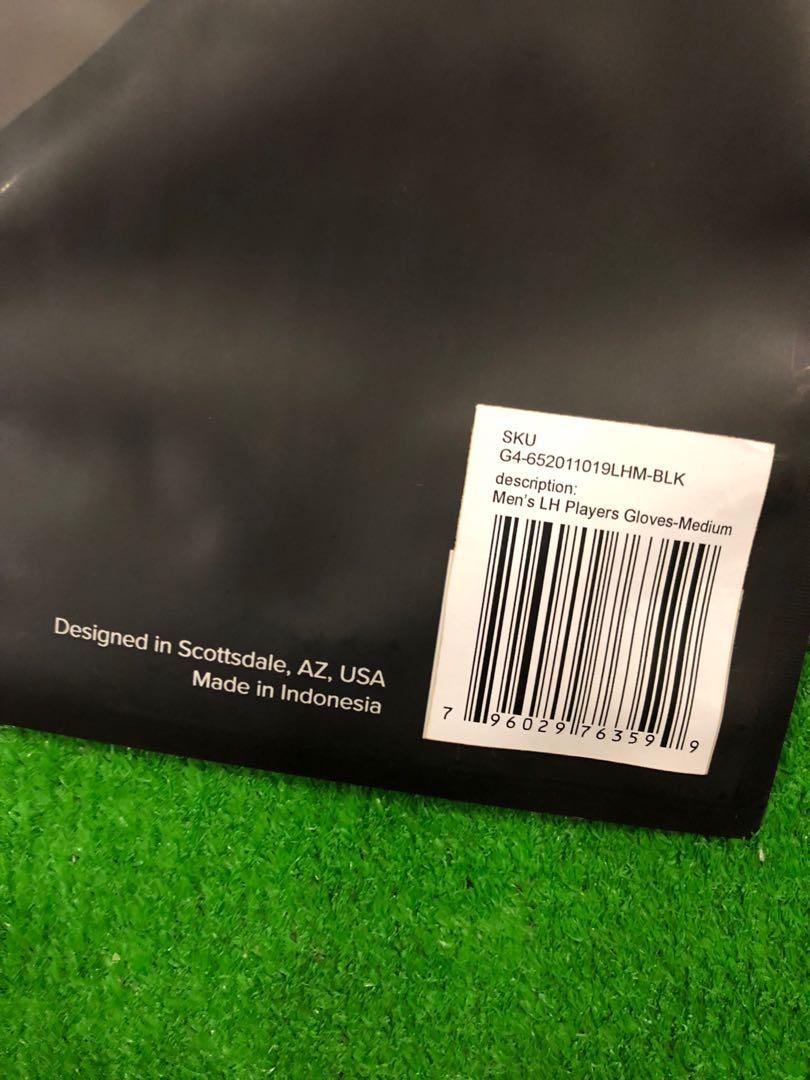 SKU
G4-652011019LHM-BLK
description:
Men's LH Players Gloves-Medium
7 96029 76359 9
Designed in Scottsdale, AZ, USA
Made in Indonesia